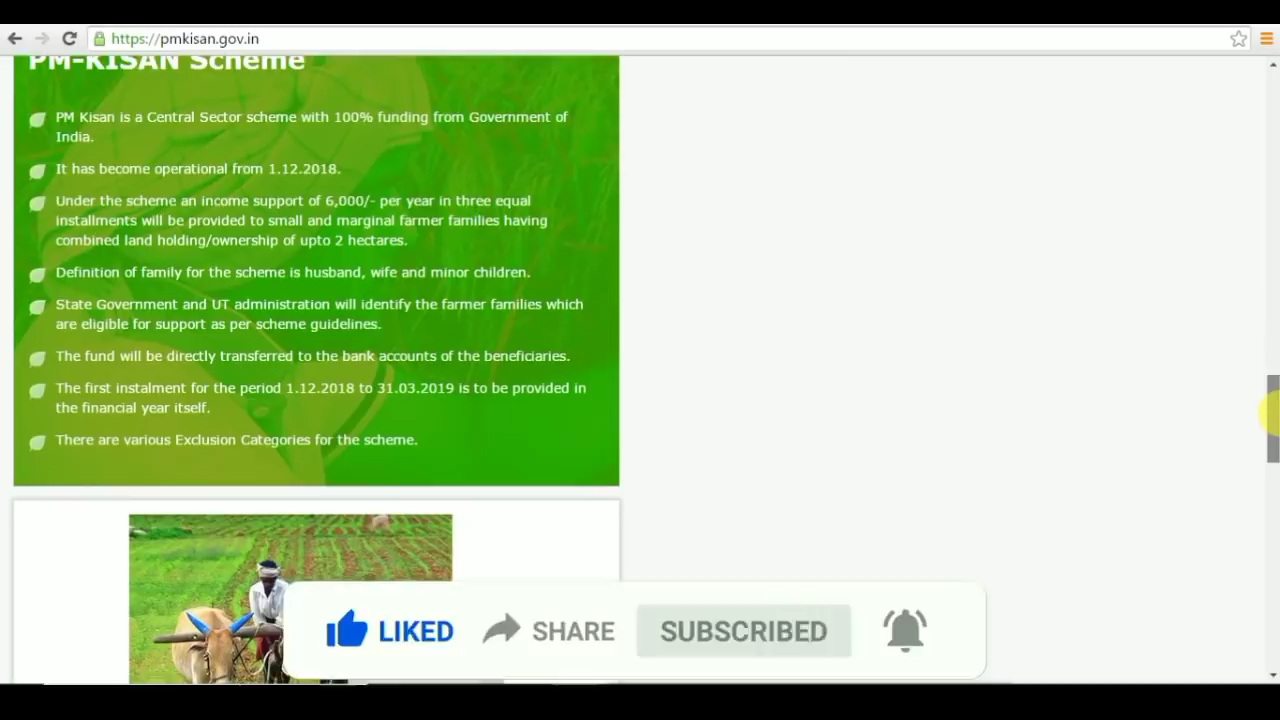 https://pmkisan.gov.in
PM-KISAN Scheme
PM Kisan is a Central Sector scheme with 100% funding from Government of
India.
It has become operational from 1.12.2018.
Under the scheme an income support of 6,000/- per year in three equal
installments will be provided to small and marginal farmer families having
combined land holding/ownership of upto 2 hectares.
Definition of family for the scheme is husband, wife and minor children.
State Government and UT administration will identify the farmer families which
are eligible for support as per scheme guidelines.
The fund will be directly transferred to the bank accounts of the beneficiaries.
The first instalment for the period 1.12.2018 to 31.03.2019 is to be provided in
the financial year itself.
There are various Exclusion Categories for the scheme.
LIKED SHARE SUBSCRIBED